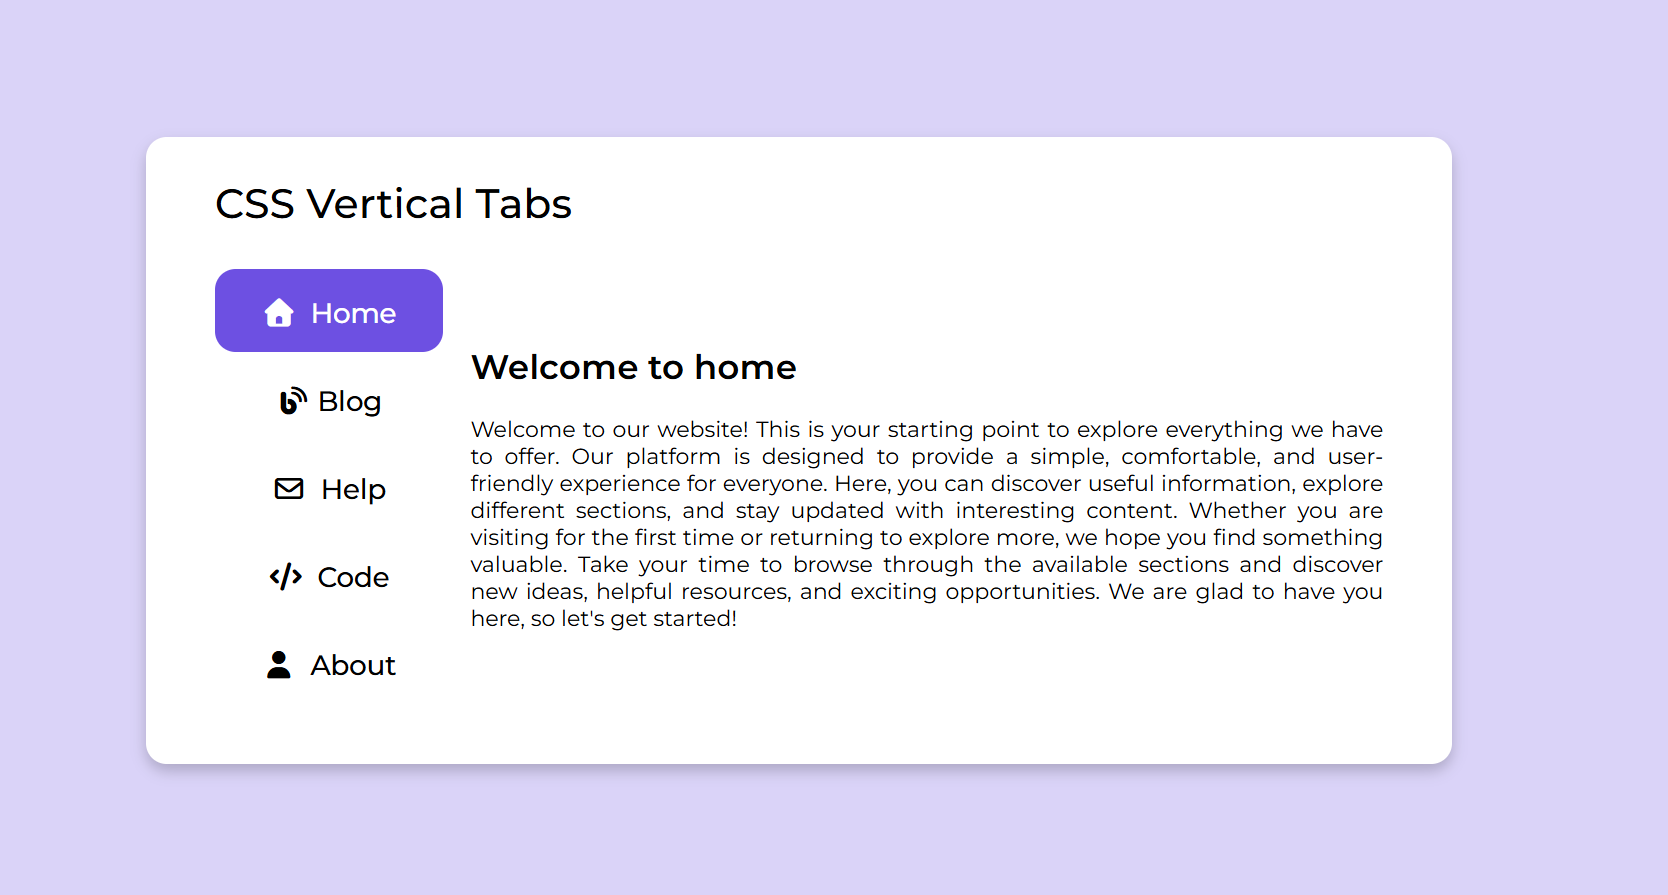 CSS Vertical Tabs
Home
Blog
Help
Code
About
Welcome to home
Welcome to our website! This is your starting point to explore everything we have
to offer. Our platform is designed to provide a simple, comfortable, and user-
friendly experience for everyone. Here, you can discover useful information, explore
different sections, and stay updated with interesting content. Whether you are
visiting for the first time or returning to explore more, we hope you find something
valuable. Take your time to browse through the available sections and discover
new ideas, helpful resources, and exciting opportunities. We are glad to have you
here, so let's get started!